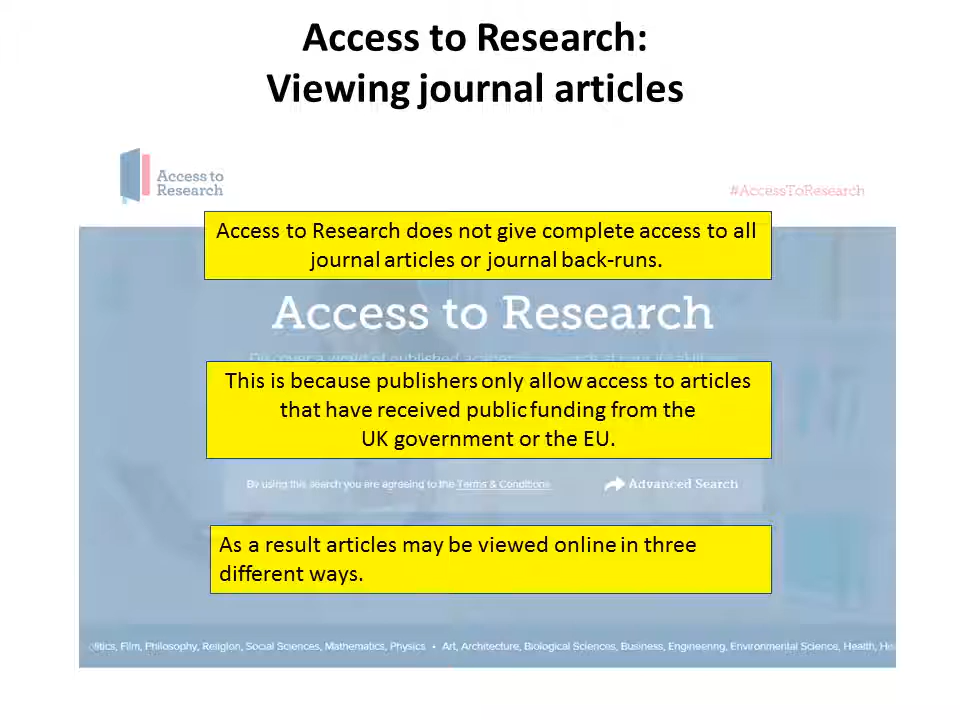 Access to Research:
Viewing journal articles
Access to
Research
#AccessToResearch
Access to Research does not give complete access to all
journal articles or journal back-runs.
Access to Research
This is because publishers only allow access to articles
that have received public funding from the
UK government or the EU.
By using this search you are agreeing to the Terms & Conditions
Advanced Search
As a result articles may be viewed online in three
different ways.
Film, Philosophy, Religion, Social Sciences, Mathematics, Physics • Art, Architecture, Biological Sciences, Business, Engineering, Environmental Science, Health,